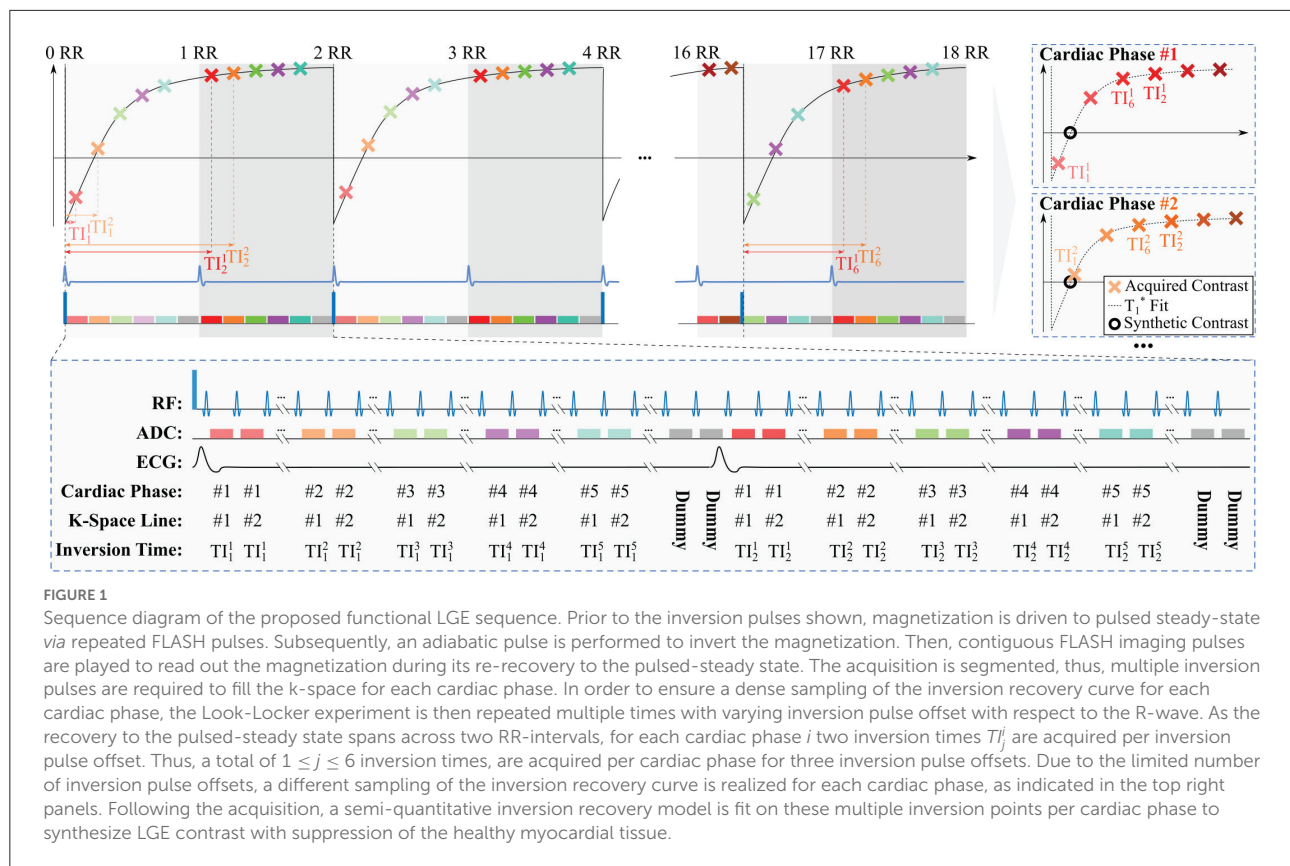 0 RR 1 RR 2 RR 3 RR 4 RR 16 RR 17 RR 18 RR
Cardiac Phase #1
TI₆¹ TI₂¹
TI₁¹
Cardiac Phase #2
TI₁² TI₆² TI₂²
× Acquired Contrast
T₁* Fit
Synthetic Contrast
...
TI₁¹ TI₁²
TI₂¹ TI₂²
...
TI₆¹ TI₆²
RF: ... ... ... ... ... ... ... ... ... ...
ADC:
ECG:
Cardiac Phase: #1 #1 #2 #2 #3 #3 #4 #4 #5 #5 Dummy Dummy #1 #1 #2 #2 #3 #3 #4 #4 #5 #5 Dummy Dummy
K-Space Line: #1 #2 #1 #2 #1 #2 #1 #2 #1 #2 #1 #2 #1 #2 #1 #2 #1 #2 #1 #2
Inversion Time: TI₁¹ TI₁¹ TI₁² TI₁² TI₁³ TI₁³ TI₁⁴ TI₁⁴ TI₁⁵ TI₁⁵ TI₂¹ TI₂¹ TI₂² TI₂² TI₂³ TI₂³ TI₂⁴ TI₂⁴ TI₂⁵ TI₂⁵
FIGURE 1
Sequence diagram of the proposed functional LGE sequence. Prior to the inversion pulses shown, magnetization is driven to pulsed steady-state
via repeated FLASH pulses. Subsequently, an adiabatic pulse is performed to invert the magnetization. Then, contiguous FLASH imaging pulses
are played to read out the magnetization during its re-recovery to the pulsed-steady state. The acquisition is segmented, thus, multiple inversion
pulses are required to fill the k-space for each cardiac phase. In order to ensure a dense sampling of the inversion recovery curve for each
cardiac phase, the Look-Locker experiment is then repeated multiple times with varying inversion pulse offset with respect to the R-wave. As the
recovery to the pulsed-steady state spans across two RR-intervals, for each cardiac phase i two inversion times TIⱼⁱ are acquired per inversion
pulse offset. Thus, a total of 1 ≤ j ≤ 6 inversion times, are acquired per cardiac phase for three inversion pulse offsets. Due to the limited number
of inversion pulse offsets, a different sampling of the inversion recovery curve is realized for each cardiac phase, as indicated in the top right
panels. Following the acquisition, a semi-quantitative inversion recovery model is fit on these multiple inversion points per cardiac phase to
synthesize LGE contrast with suppression of the healthy myocardial tissue.